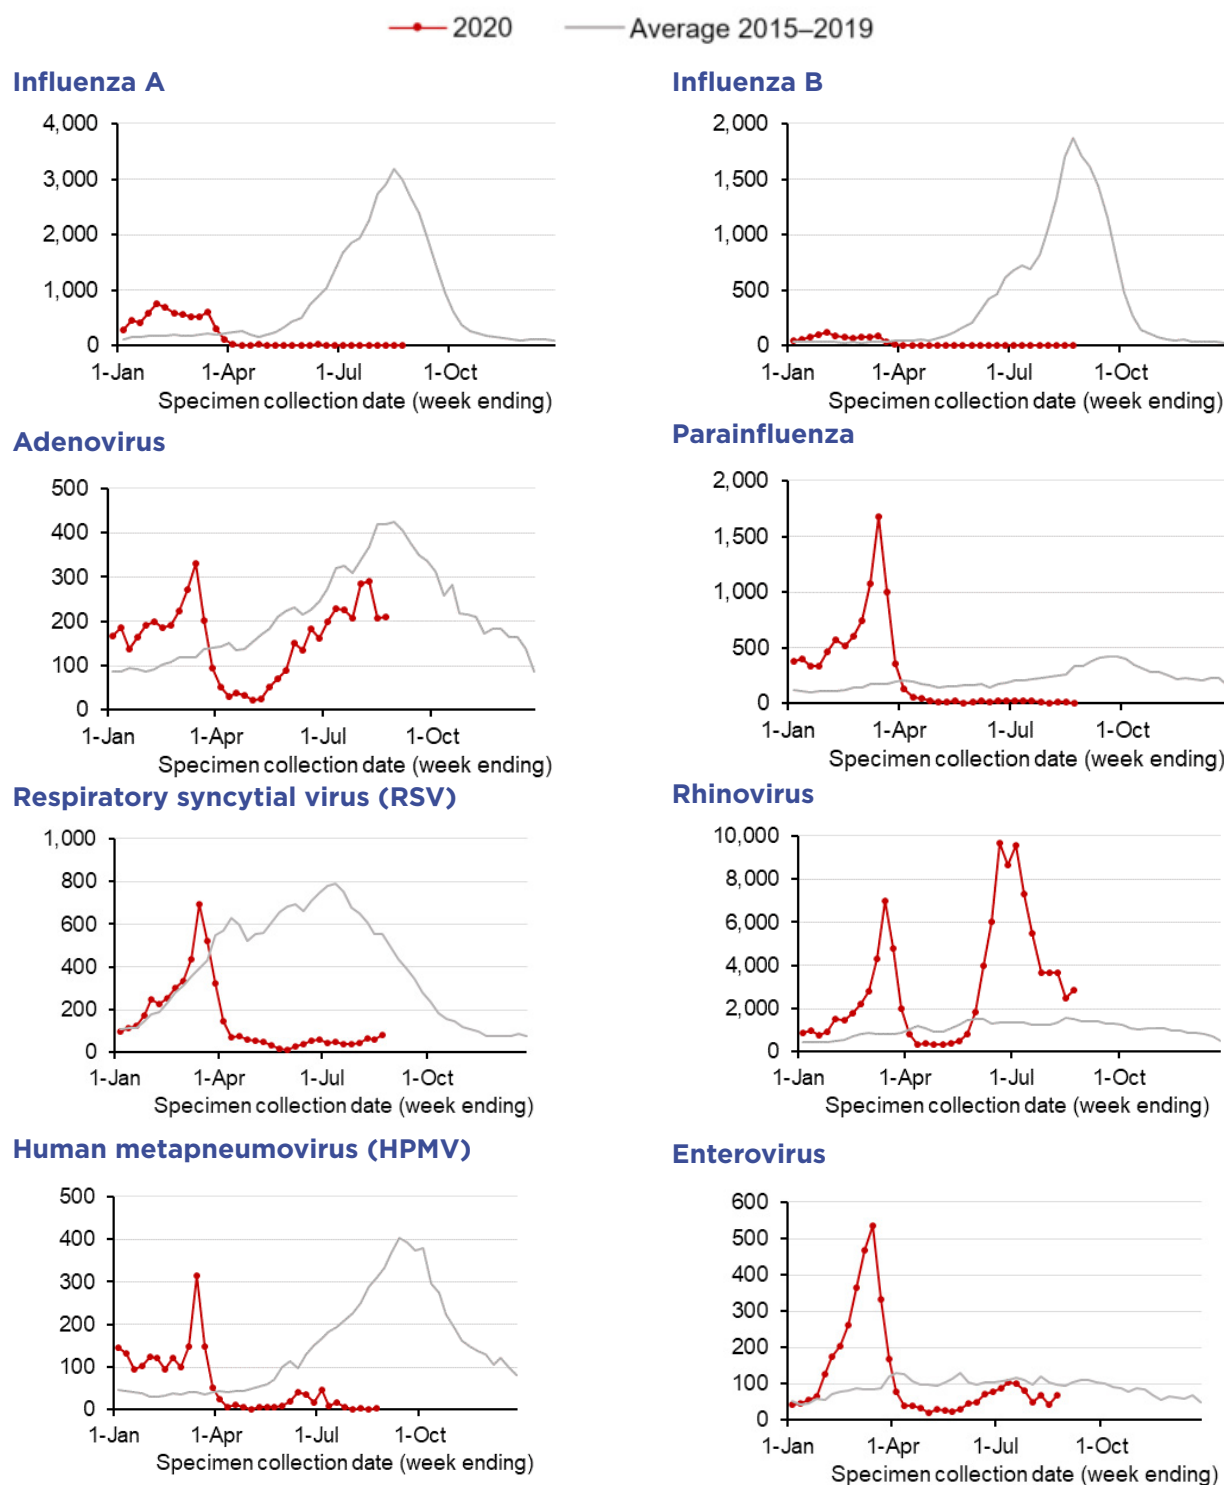 2020 Average 2015–2019
Influenza A
4,000
3,000
2,000
1,000
0
1-Jan 1-Apr 1-Jul 1-Oct
Specimen collection date (week ending)
Influenza B
2,000
1,500
1,000
500
0
1-Jan 1-Apr 1-Jul 1-Oct
Specimen collection date (week ending)
Adenovirus
500
400
300
200
100
0
1-Jan 1-Apr 1-Jul 1-Oct
Specimen collection date (week ending)
Parainfluenza
2,000
1,500
1,000
500
0
1-Jan 1-Apr 1-Jul 1-Oct
Specimen collection date (week ending)
Respiratory syncytial virus (RSV)
1,000
800
600
400
200
0
1-Jan 1-Apr 1-Jul 1-Oct
Specimen collection date (week ending)
Rhinovirus
10,000
8,000
6,000
4,000
2,000
0
1-Jan 1-Apr 1-Jul 1-Oct
Specimen collection date (week ending)
Human metapneumovirus (HPMV)
500
400
300
200
100
0
1-Jan 1-Apr 1-Jul 1-Oct
Specimen collection date (week ending)
Enterovirus
600
500
400
300
200
100
0
1-Jan 1-Apr 1-Jul 1-Oct
Specimen collection date (week ending)